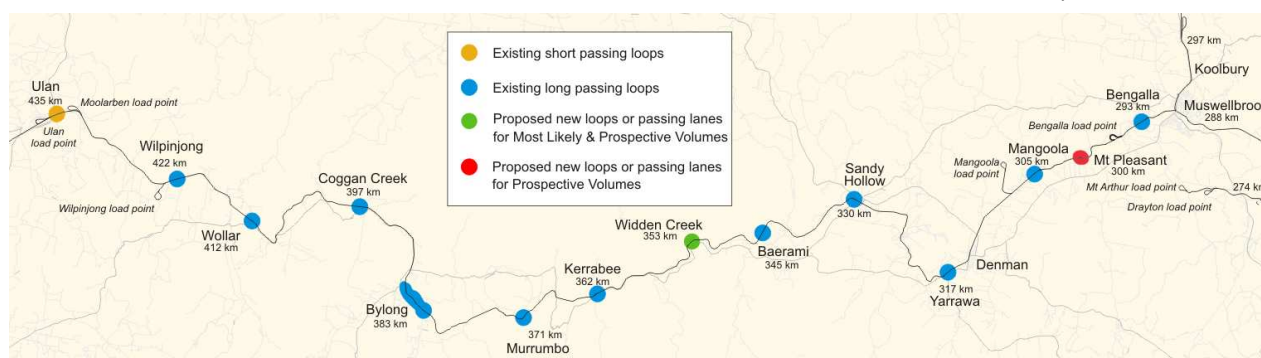 Existing short passing loops
Existing long passing loops
Proposed new loops or passing lanes
for Most Likely & Prospective Volumes
Proposed new loops or passing lanes
for Prospective Volumes
Ulan
435 km
Moolarben load point
Ulan
load point
Wilpinjong
422 km
Wilpinjong load point
Wollar
412 km
Coggan Creek
397 km
Bylong
383 km
371 km
Murrumbo
Kerrabee
362 km
Widden Creek
353 km
Baerami
345 km
Sandy
Hollow
330 km
Denman
317 km
Yarrawa
Mangoola
305 km
Mangoola
load point
Mt Pleasant
300 km
Bengalla load point
Bengalla
293 km
297 km
Koolbury
Muswellbroo
288 km
Mt Arthur load point
274 k
Drayton load point